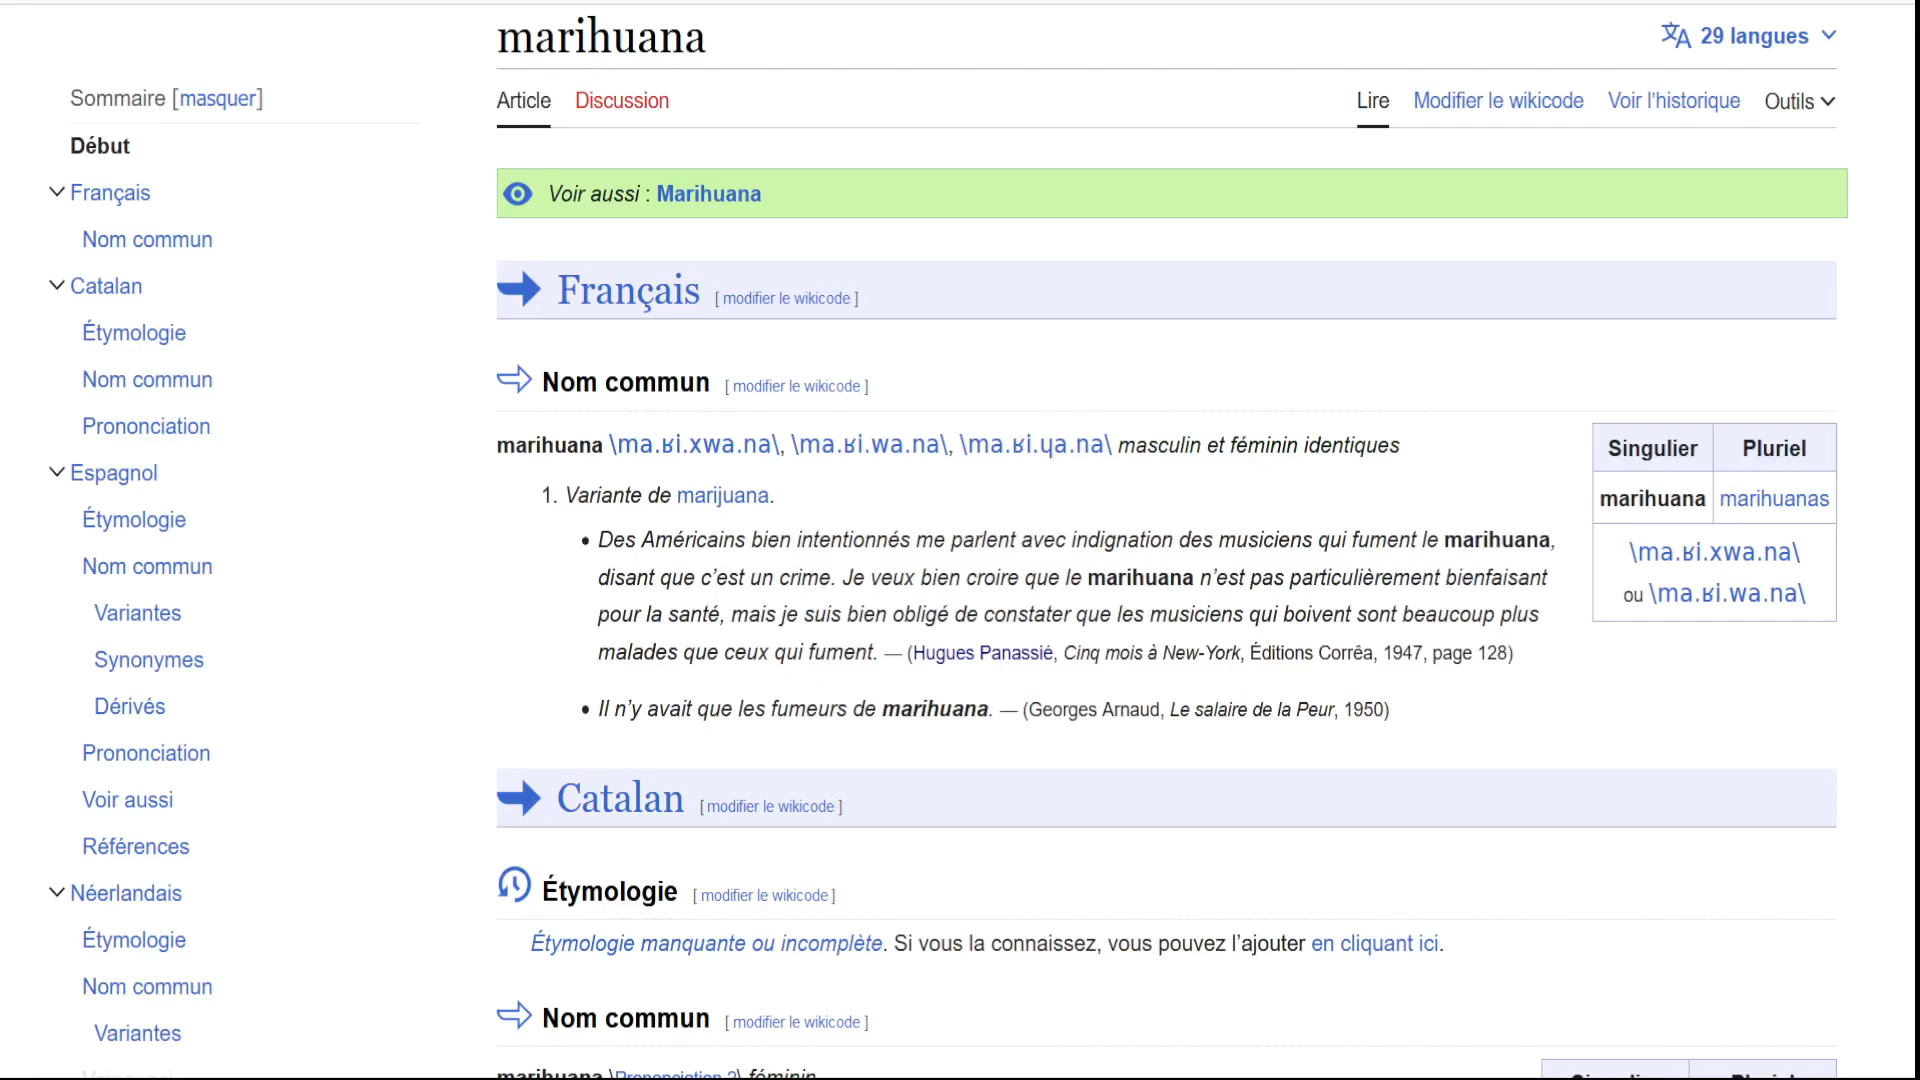 marihuana
29 langues
Sommaire [masquer]
Article Discussion
Lire Modifier le wikicode Voir l'historique Outils
Début
Français
Nom commun
Catalan
Étymologie
Nom commun
Prononciation
Espagnol
Étymologie
Nom commun
Variantes
Synonymes
Dérivés
Prononciation
Voir aussi
Références
Néerlandais
Étymologie
Nom commun
Variantes
Voir aussi : Marihuana
Français [ modifier le wikicode ]
Nom commun [ modifier le wikicode ]
marihuana \ma.ʁi.xwa.na\, \ma.ʁi.wa.na\, \ma.ʁi.ɥa.na\ masculin et féminin identiques
1. Variante de marijuana.
• Des Américains bien intentionnés me parlent avec indignation des musiciens qui fument le marihuana,
disant que c’est un crime. Je veux bien croire que le marihuana n’est pas particulièrement bienfaisant
pour la santé, mais je suis bien obligé de constater que les musiciens qui boivent sont beaucoup plus
malades que ceux qui fument. — (Hugues Panassié, Cinq mois à New-York, Éditions Corrêa, 1947, page 128)
• Il n’y avait que les fumeurs de marihuana. — (Georges Arnaud, Le salaire de la Peur, 1950)
Singulier Pluriel
marihuana marihuanas
\ma.ʁi.xwa.na\
ou \ma.ʁi.wa.na\
Catalan [ modifier le wikicode ]
Étymologie [ modifier le wikicode ]
Étymologie manquante ou incomplète. Si vous la connaissez, vous pouvez l’ajouter en cliquant ici.
Nom commun [ modifier le wikicode ]
marihuana \Prononciation ?\ féminin
Singulier Pluriel